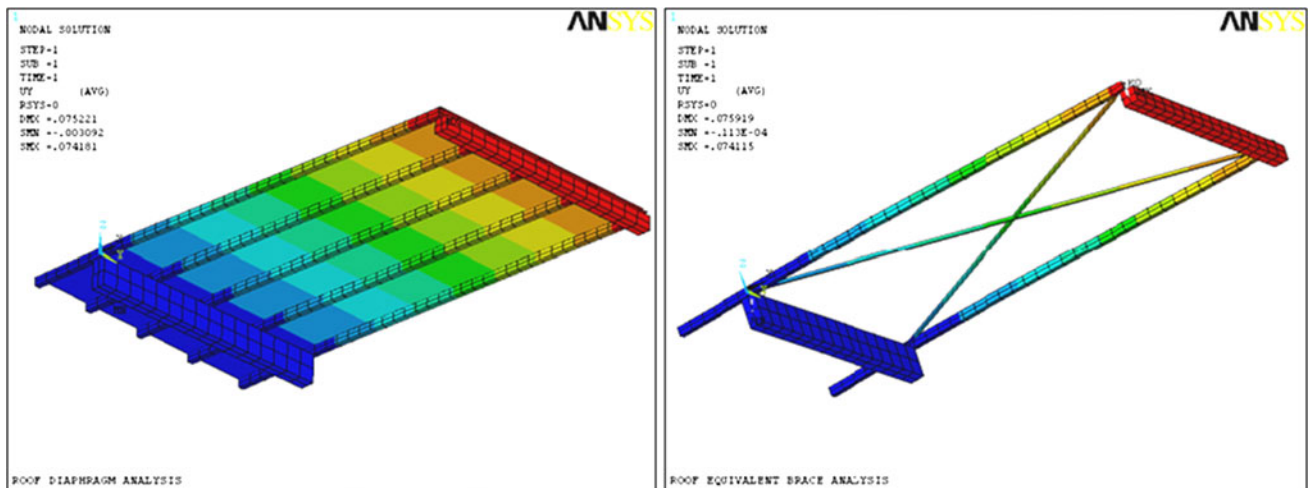 1
ANSYS
NODAL SOLUTION
STEP=1
SUB =1
TIME=1
UY (AVG)
RSYS=0
DMX =.075221
SMN =-.003092
SMX =.074181
Z
ROOF DIAPHRAGM ANALYSIS
1
ANSYS
NODAL SOLUTION
STEP=1
SUB =1
TIME=1
UY (AVG)
RSYS=0
DMX =.075919
SMN =-.113E-04
SMX =.074115
Z
ROOF EQUIVALENT BRACE ANALYSIS